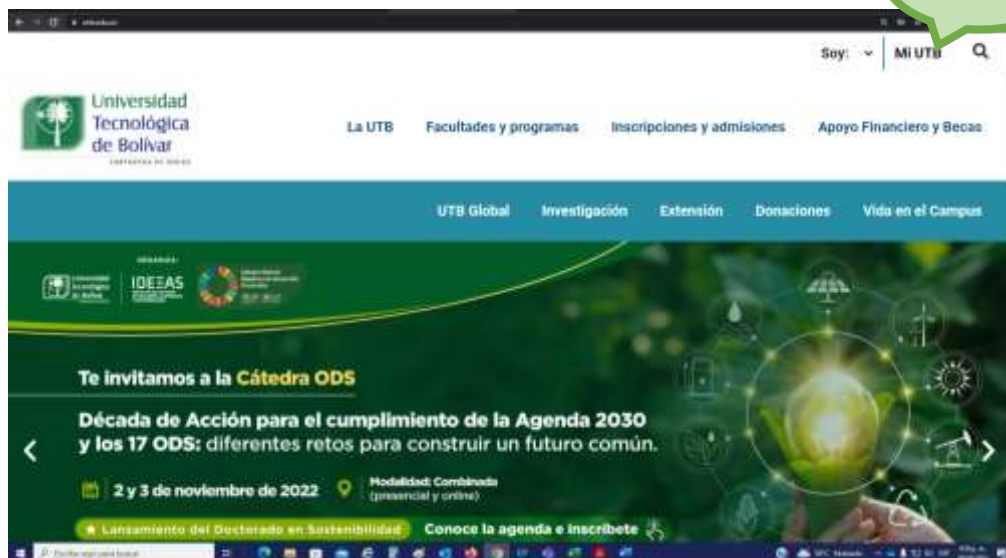 Soy:
Mi UTB
Universidad
Tecnológica
de Bolívar
CARTAGENA DE INDIAS
La UTB
Facultades y programas
Inscripciones y admisiones
Apoyo Financiero y Becas
UTB Global
Investigación
Extensión
Donaciones
Vida en el Campus
IDEEAS
Te invitamos a la Cátedra ODS
Década de Acción para el cumplimiento de la Agenda 2030
y los 17 ODS: diferentes retos para construir un futuro común.
2 y 3 de noviembre de 2022
Modalidad: Combinada
(presencial y online)
Lanzamiento del Doctorado en Sostenibilidad
Conoce la agenda e inscríbete